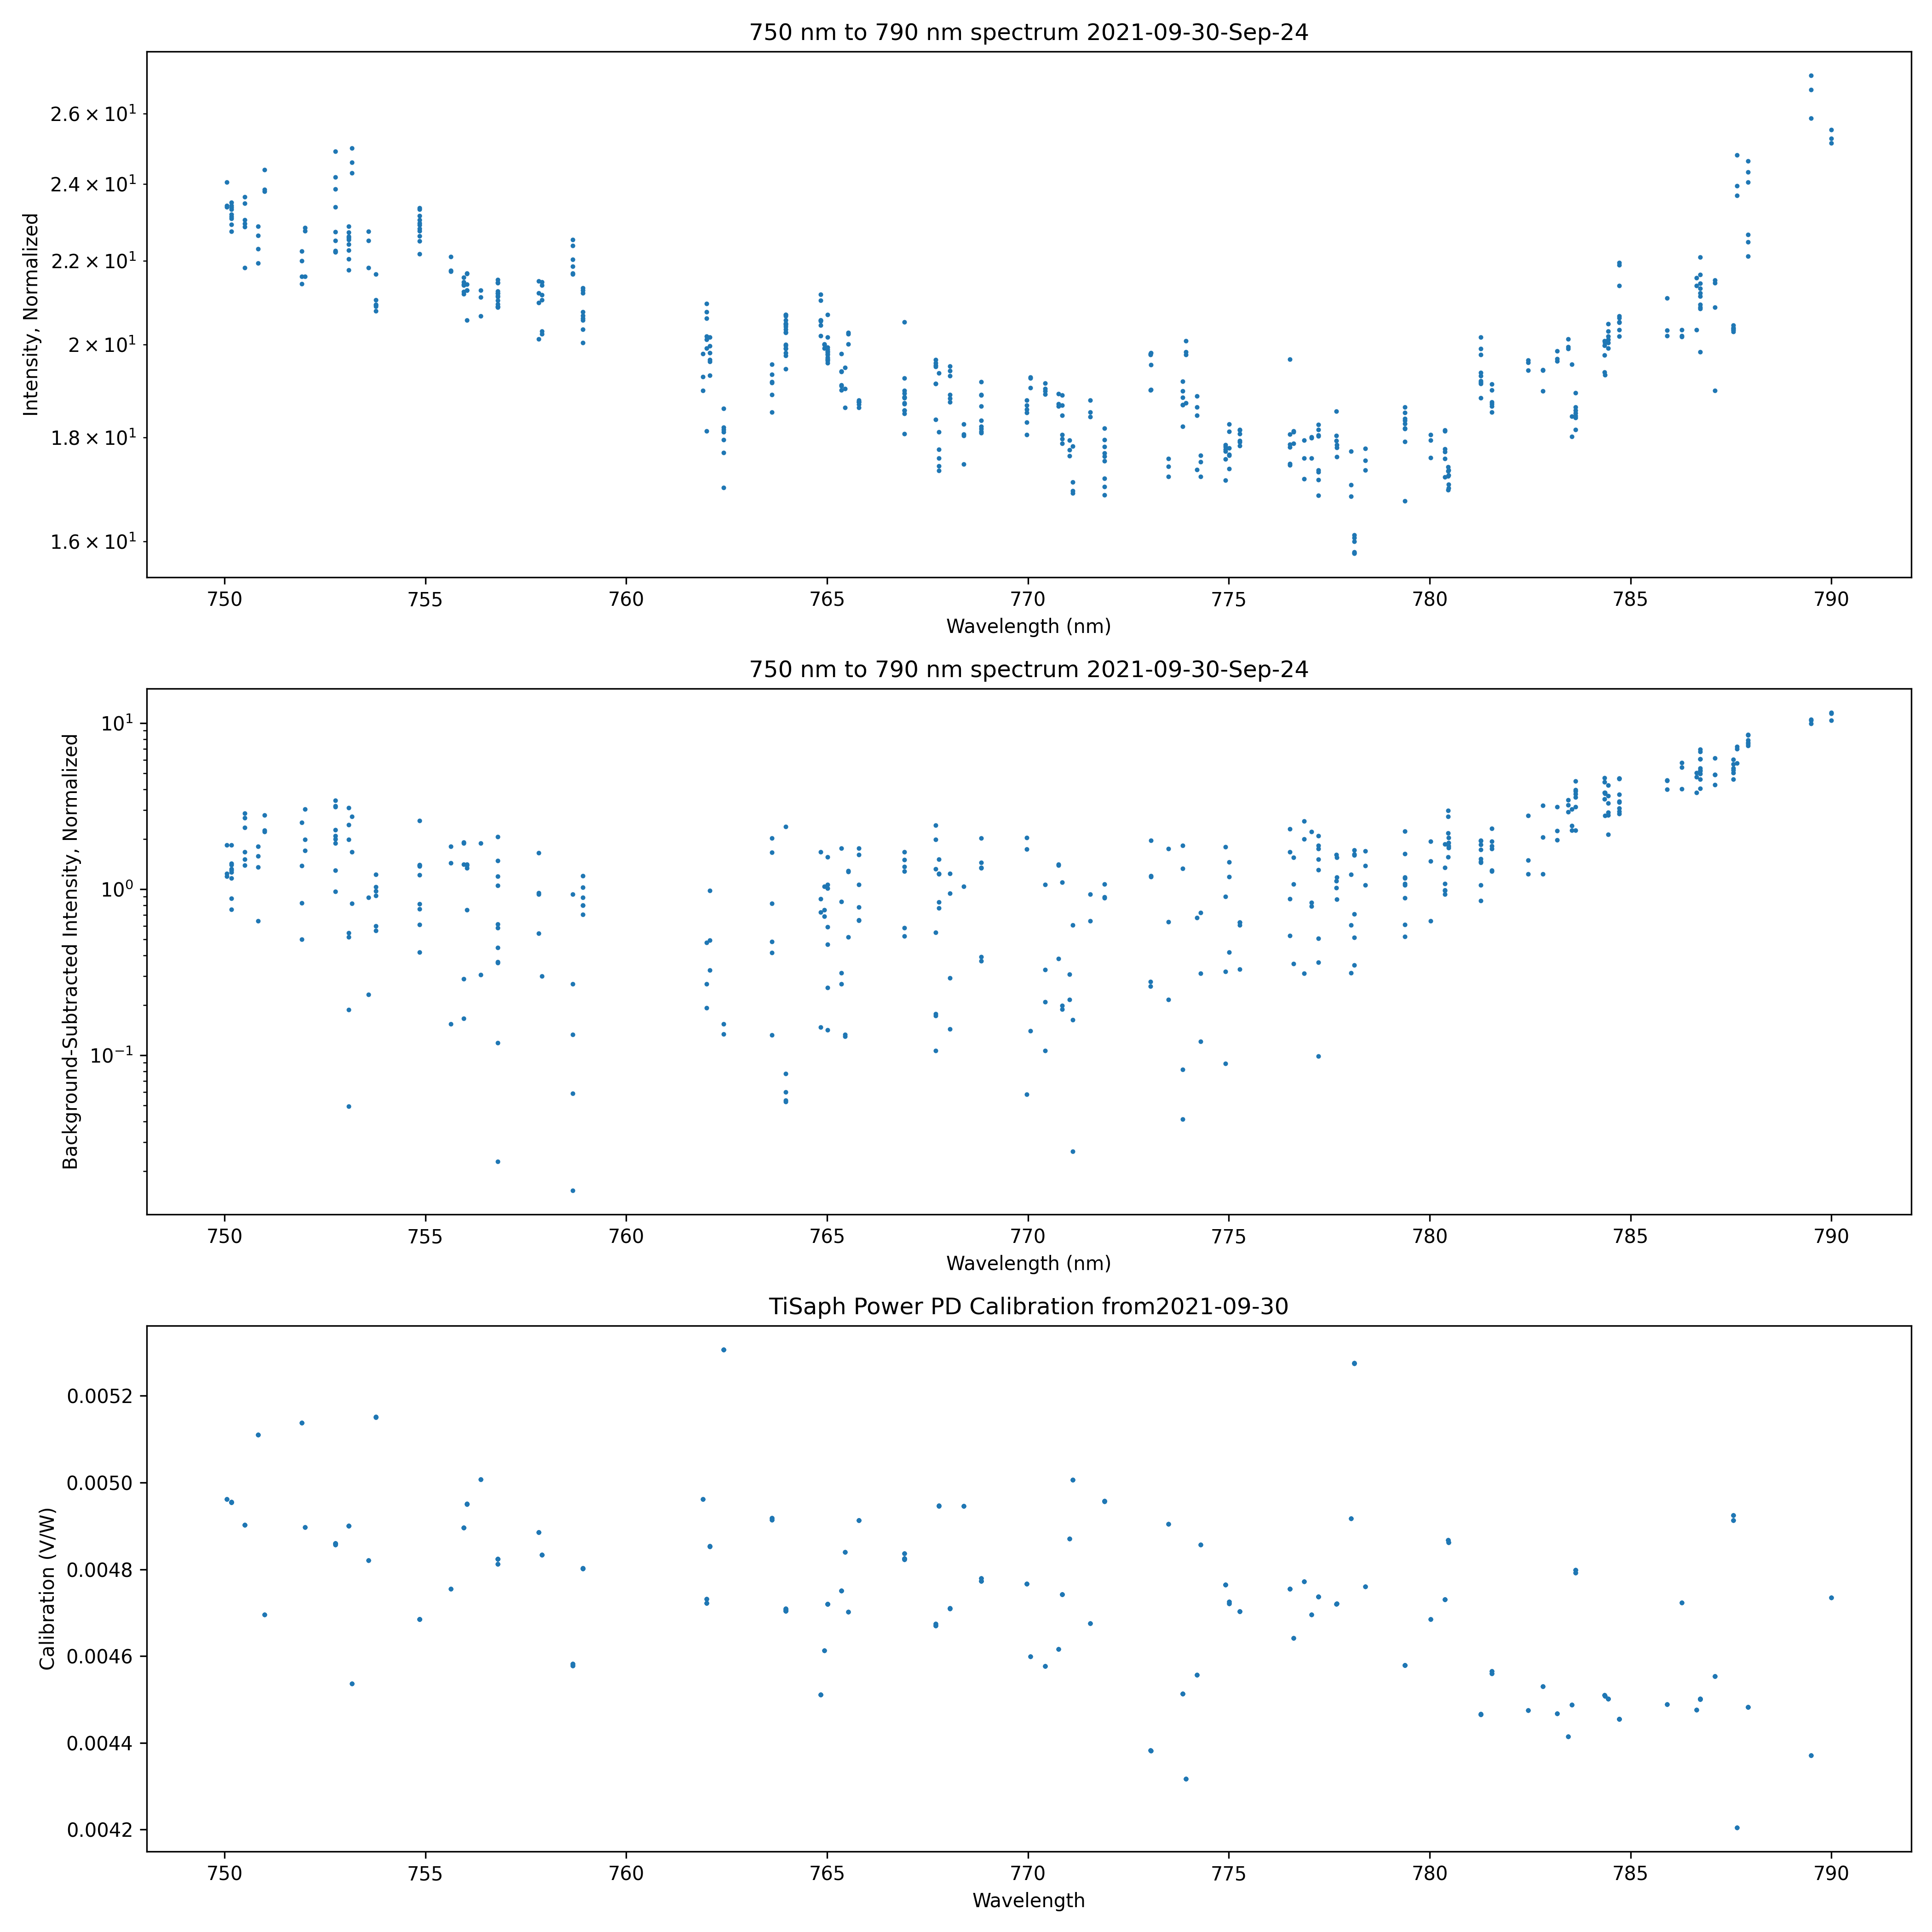 750 nm to 790 nm spectrum 2021-09-30-Sep-24
Intensity, Normalized
2.6 × 10¹
2.4 × 10¹
2.2 × 10¹
2 × 10¹
1.8 × 10¹
1.6 × 10¹
750 755 760 765 770 775 780 785 790
Wavelength (nm)
750 nm to 790 nm spectrum 2021-09-30-Sep-24
Background-Subtracted Intensity, Normalized
10¹
10⁰
10⁻¹
750 755 760 765 770 775 780 785 790
Wavelength (nm)
TiSaph Power PD Calibration from2021-09-30
Calibration (V/W)
0.0052
0.0050
0.0048
0.0046
0.0044
0.0042
750 755 760 765 770 775 780 785 790
Wavelength